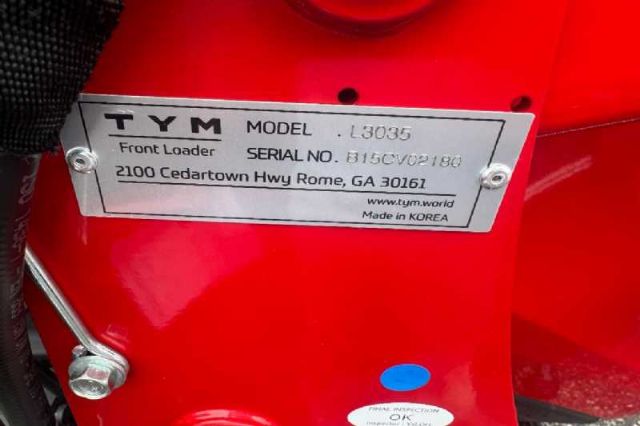 TYM MODEL . L3035
Front Loader SERIAL NO. B15CV02180
2100 Cedartown Hwy Rome, GA 30161
www.tym.world
Made in KOREA
FINAL INSPECTION
OK